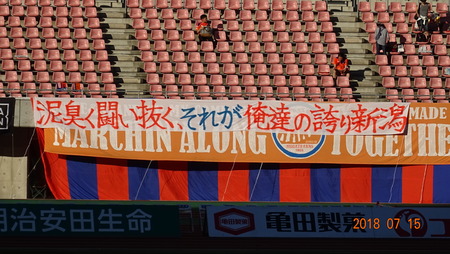 泥臭く闘い抜く、それが俺達の誇り新潟
MADE
MARCHIN ALONG TOGETHER
明治安田生命
亀田製菓
2018 07 15